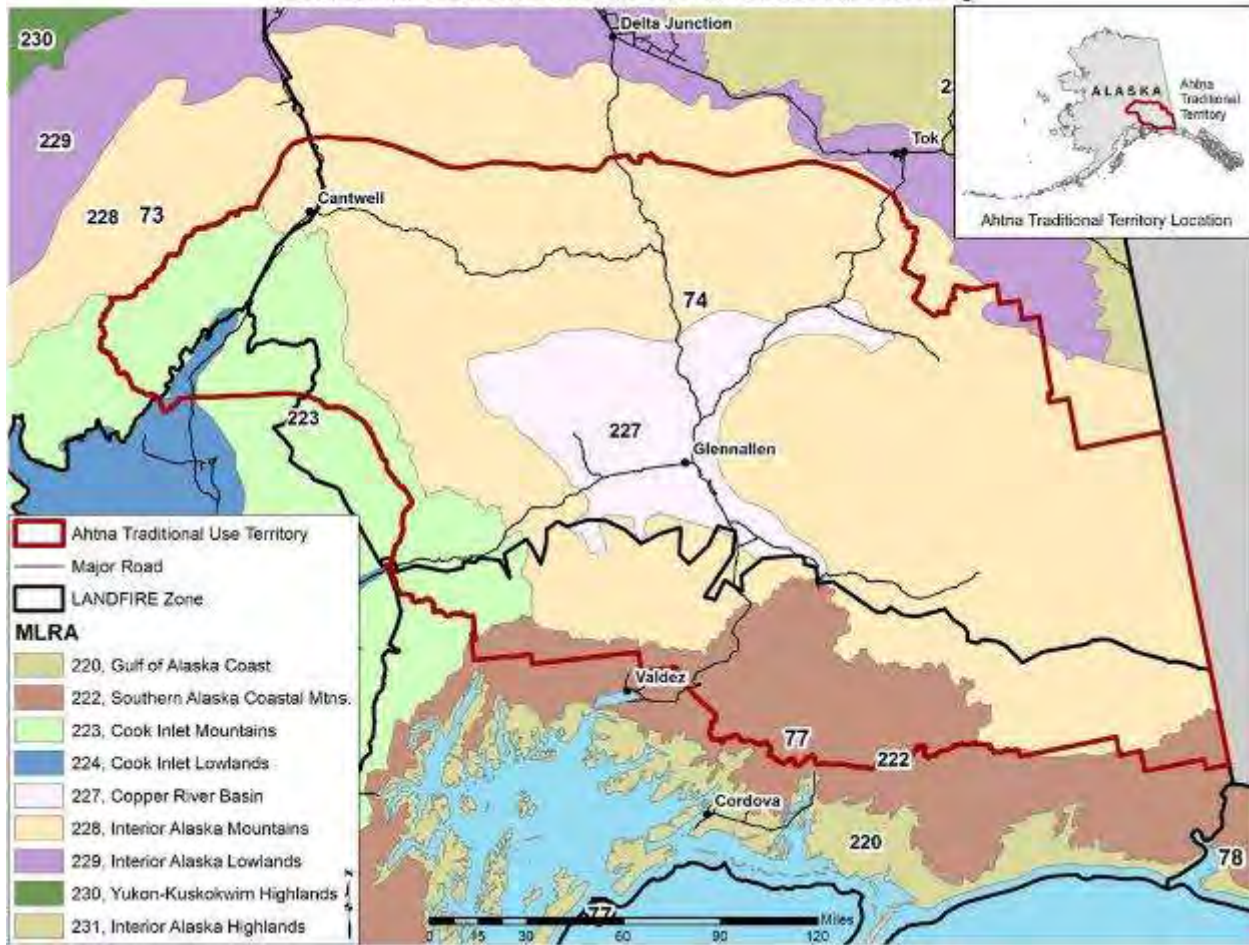 230
Delta Junction
ALASKA
Ahtna
Traditional
Territory
Ahtna Traditional Territory Location
229
Tok
228
73
Cantwell
74
223
227
Glennallen
Ahtna Traditional Use Territory
Major Road
LANDFIRE Zone
MLRA
220, Gulf of Alaska Coast
222, Southern Alaska Coastal Mtns.
223, Cook Inlet Mountains
224, Cook Inlet Lowlands
227, Copper River Basin
228, Interior Alaska Mountains
229, Interior Alaska Lowlands
230, Yukon-Kuskokwim Highlands
231, Interior Alaska Highlands
Valdez
77
222
Cordova
220
78
77
Miles
0 15 30 60 90 120